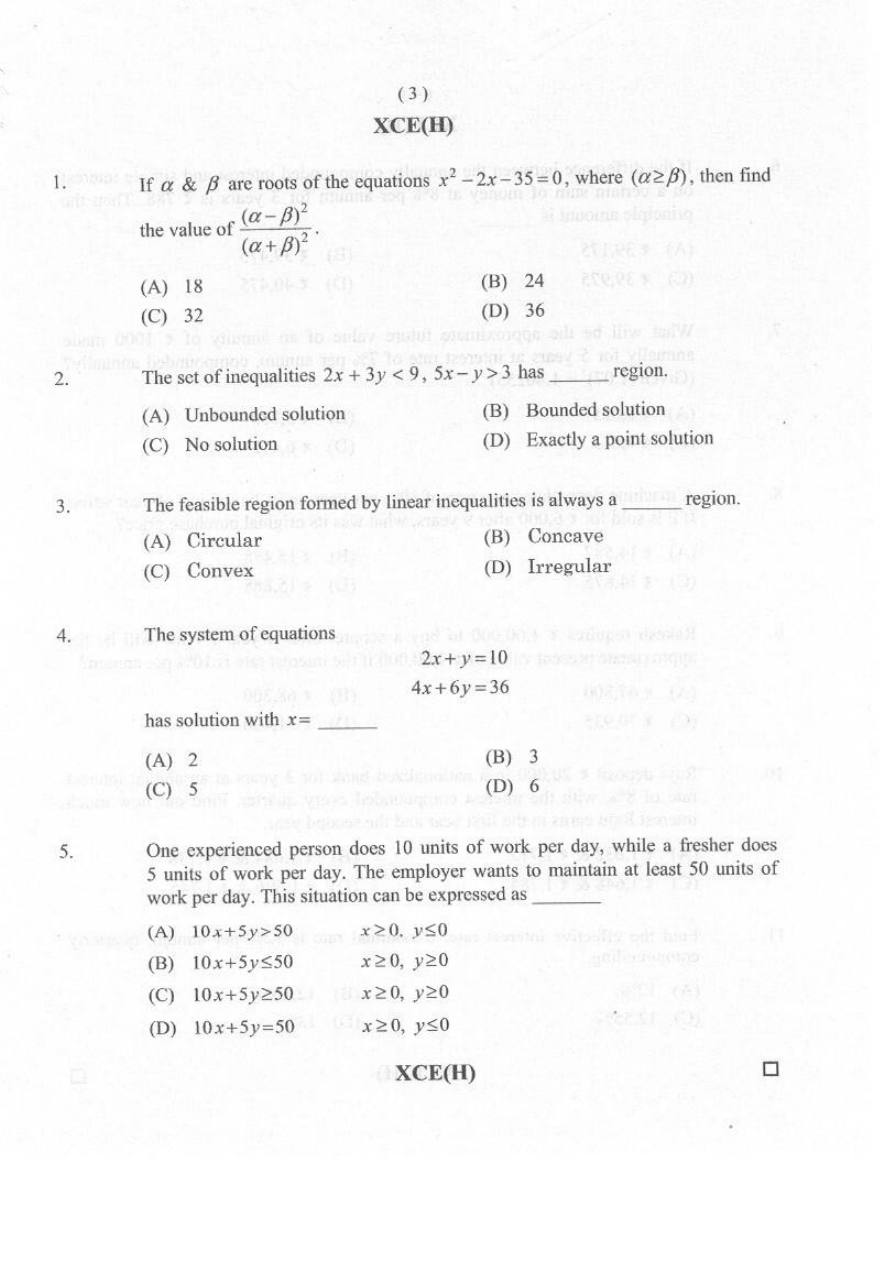 (3)
XCE(H)
1. If α & β are roots of the equations x² − 2x − 35 = 0, where (α≥β), then find
the value of (α−β)² / (α+β)² .
(A) 18 (B) 24
(C) 32 (D) 36
2. The set of inequalities 2x + 3y < 9, 5x − y > 3 has ______ region.
(A) Unbounded solution (B) Bounded solution
(C) No solution (D) Exactly a point solution
3. The feasible region formed by linear inequalities is always a ______ region.
(A) Circular (B) Concave
(C) Convex (D) Irregular
4. The system of equations
2x + y = 10
4x + 6y = 36
has solution with x = ______
(A) 2 (B) 3
(C) 5 (D) 6
5. One experienced person does 10 units of work per day, while a fresher does
5 units of work per day. The employer wants to maintain at least 50 units of
work per day. This situation can be expressed as _______
(A) 10x+5y>50 x≥0, y≤0
(B) 10x+5y≤50 x≥0, y≥0
(C) 10x+5y≥50 x≥0, y≥0
(D) 10x+5y=50 x≥0, y≤0
XCE(H)